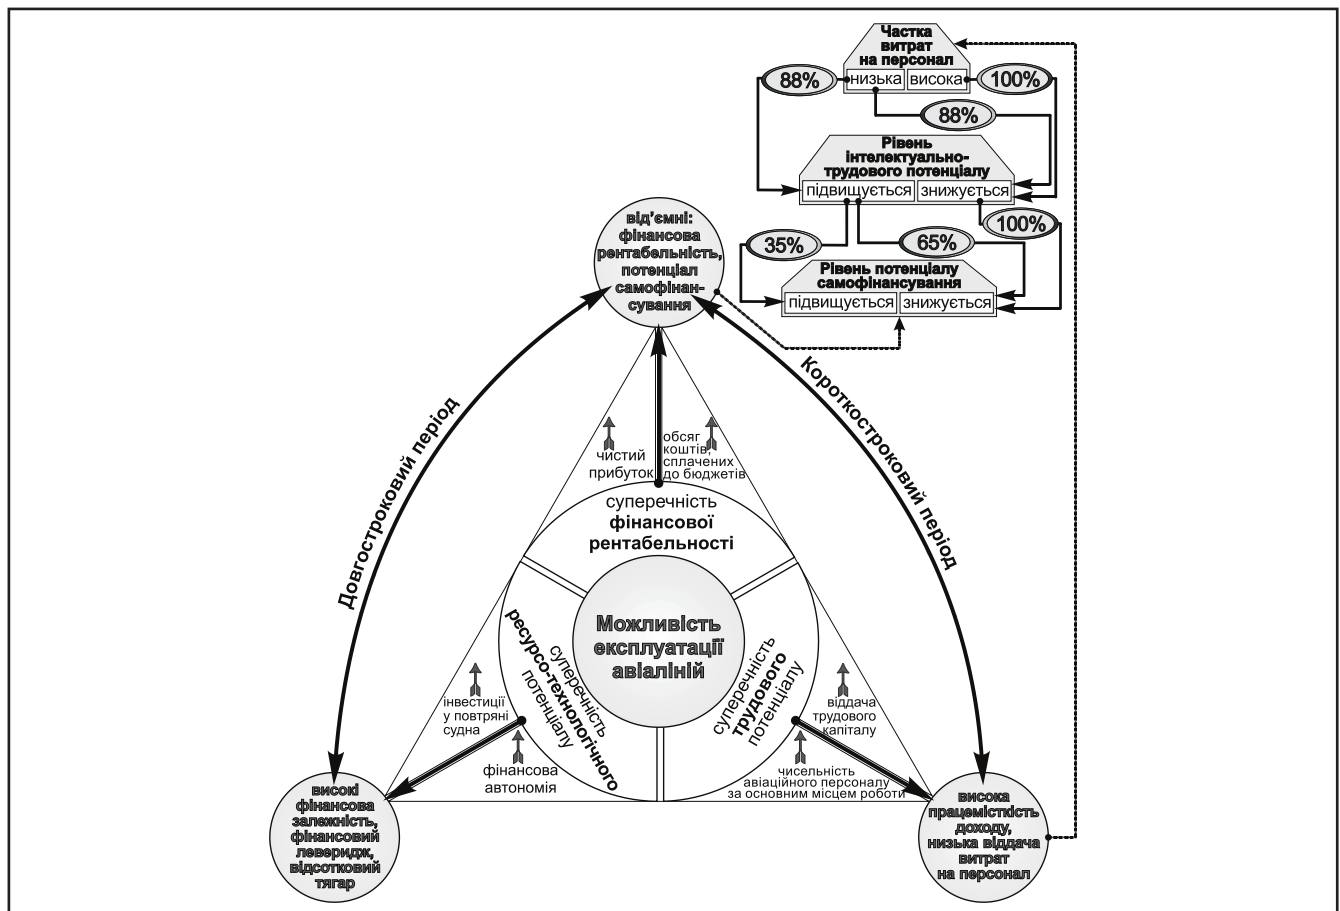 Частка
витрат
на персонал
низька висока
88%
100%
88%
Рівень
інтелектуально-
трудового потенціалу
підвищується знижується
100%
35%
65%
Рівень потенціалу
самофінансування
підвищується знижується
від’ємні:
фінансова
рентабельність,
потенціал
самофінан-
сування
Довгостроковий період
Короткостроковий період
чистий
прибуток
обсяг
коштів,
сплачених
до бюджетів
суперечність
фінансової
рентабельності
Можливість
експлуатації
авіаліній
суперечність
ресурсо-технологічного
потенціалу
суперечність
трудового
потенціалу
інвестиції
у повтряні
судна
фінансова
автономія
віддача
трудового
капіталу
чисельність
авіаційного персоналу
за основним місцем роботи
високі
фінансова
залежність,
фінансовий
леверидж,
відсотковий
тягар
висока
працемісткість
доходу,
низька віддача
витрат
на персонал